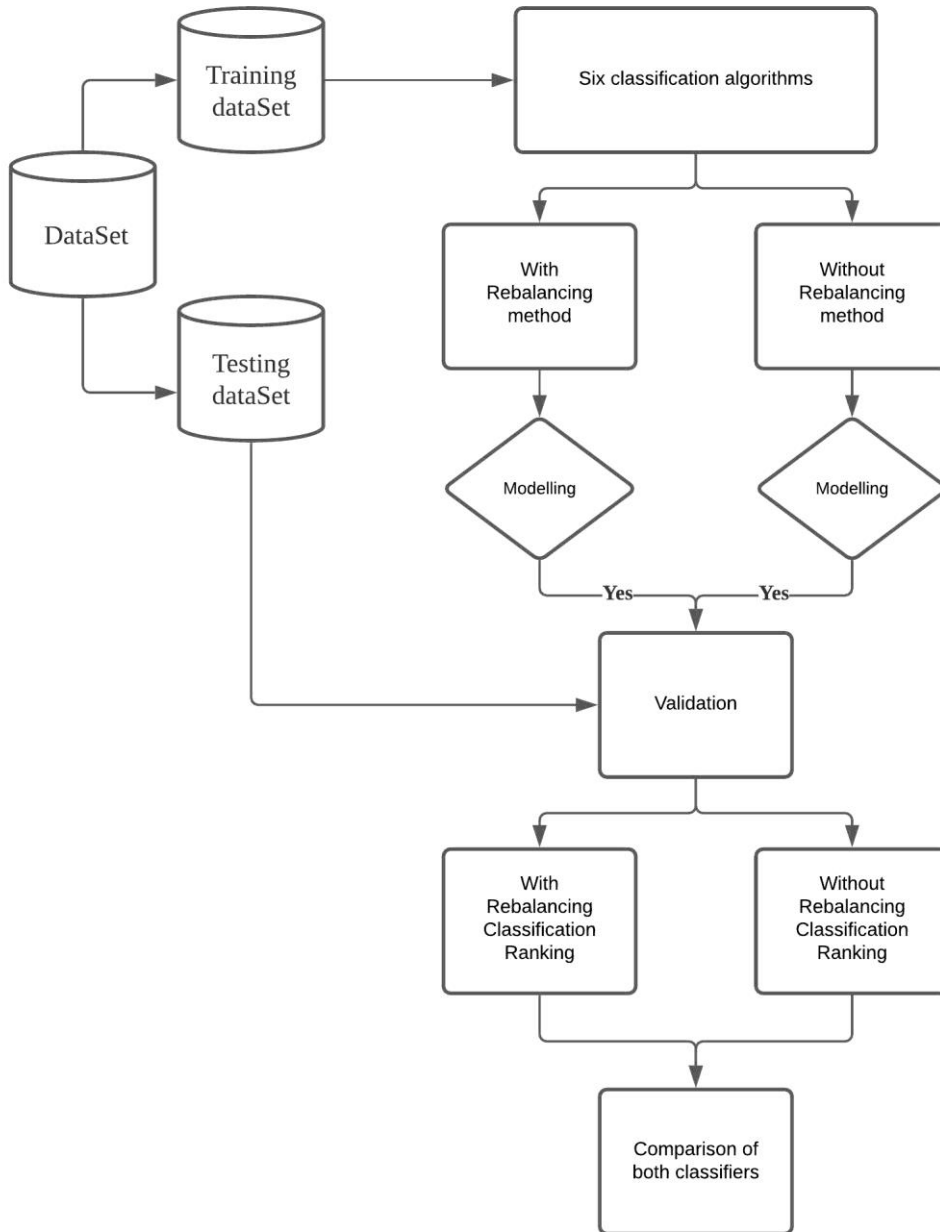 Training
dataSet
Six classification algorithms
DataSet
With
Rebalancing
method
Without
Rebalancing
method
Testing
dataSet
Modelling
Modelling
Yes
Yes
Validation
With
Rebalancing
Classification
Ranking
Without
Rebalancing
Classification
Ranking
Comparison of
both classifiers